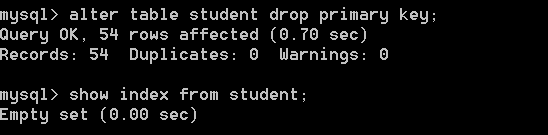 mysql> alter table student drop primary key;
Query OK, 54 rows affected (0.70 sec)
Records: 54  Duplicates: 0  Warnings: 0
mysql> show index from student;
Empty set (0.00 sec)